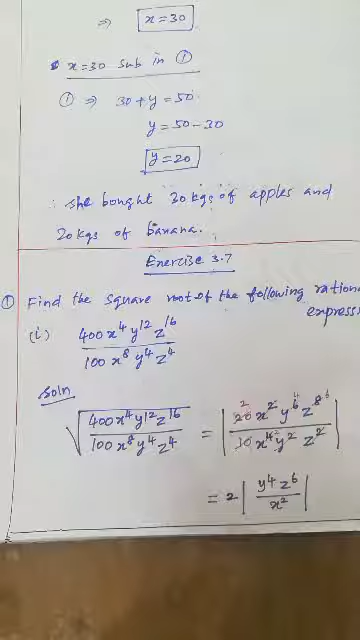 ⇒ x = 30
x = 30 sub in ①
① ⇒ 30 + y = 50
y = 50 - 30
y = 20
∴ she bought 30 kgs of apples and
20 kgs of banana.
Exercise 3.7
① Find the square root of the following
(i) 400x⁴y¹²z¹⁶ / 100x⁸y⁴z⁴
Soln
√(400x⁴y¹²z¹⁶ / 100x⁸y⁴z⁴) = | 20x²y⁶z⁸ / 10x⁴y²z² |
= 2 | y⁴z⁶ / x² |